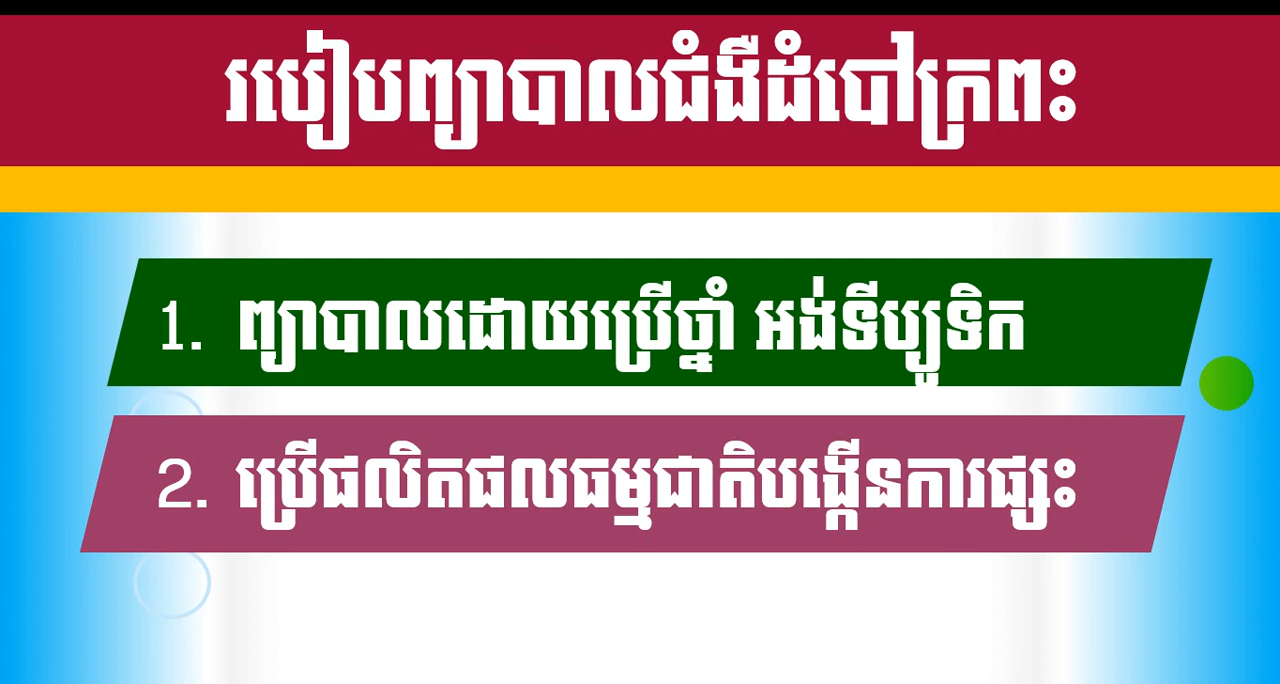 របៀបព្យាបាលជំងឺដំបៅក្រពះ
1. ព្យាបាលដោយប្រើថ្នាំ អង់ទីប្យូទិក
2. ប្រើផលិតផលធម្មជាតិបង្កើនការផ្សះ